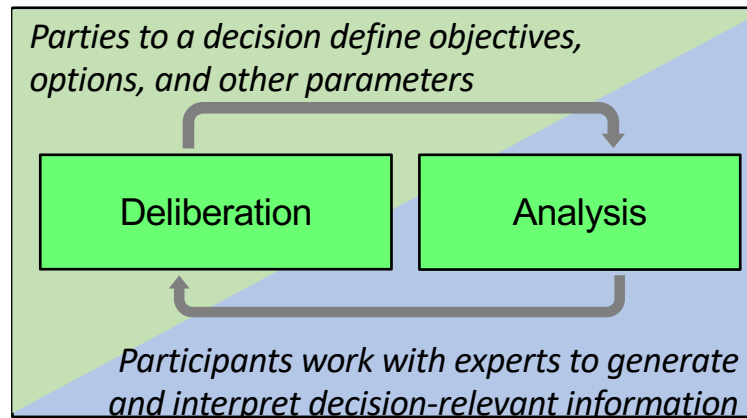 Parties to a decision define objectives,
options, and other parameters
Deliberation
Analysis
Participants work with experts to generate
and interpret decision-relevant information